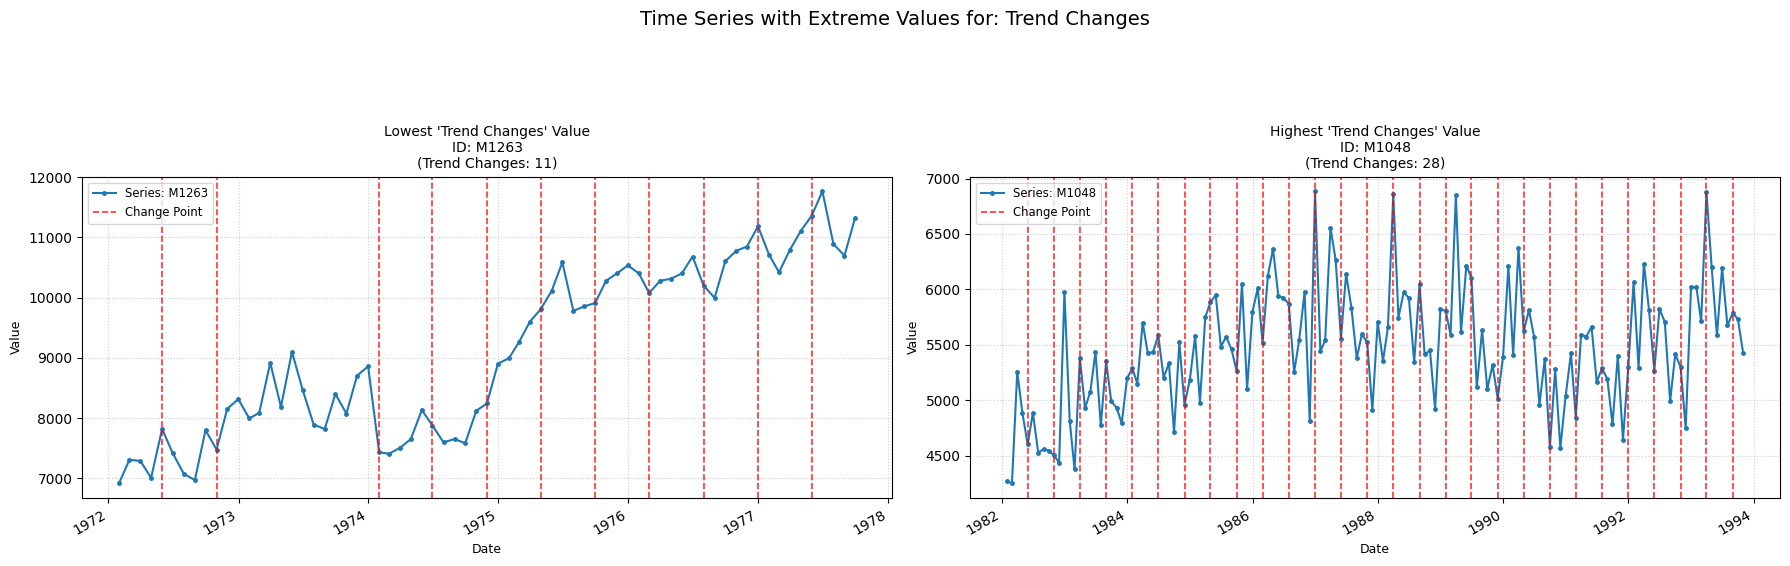 Time Series with Extreme Values for: Trend Changes
Lowest 'Trend Changes' Value
ID: M1263
(Trend Changes: 11)
Series: M1263
Change Point
Value
12000
11000
10000
9000
8000
7000
1972
1973
1974
1975
1976
1977
1978
Date
Highest 'Trend Changes' Value
ID: M1048
(Trend Changes: 28)
Series: M1048
Change Point
Value
7000
6500
6000
5500
5000
4500
1982
1984
1986
1988
1990
1992
1994
Date